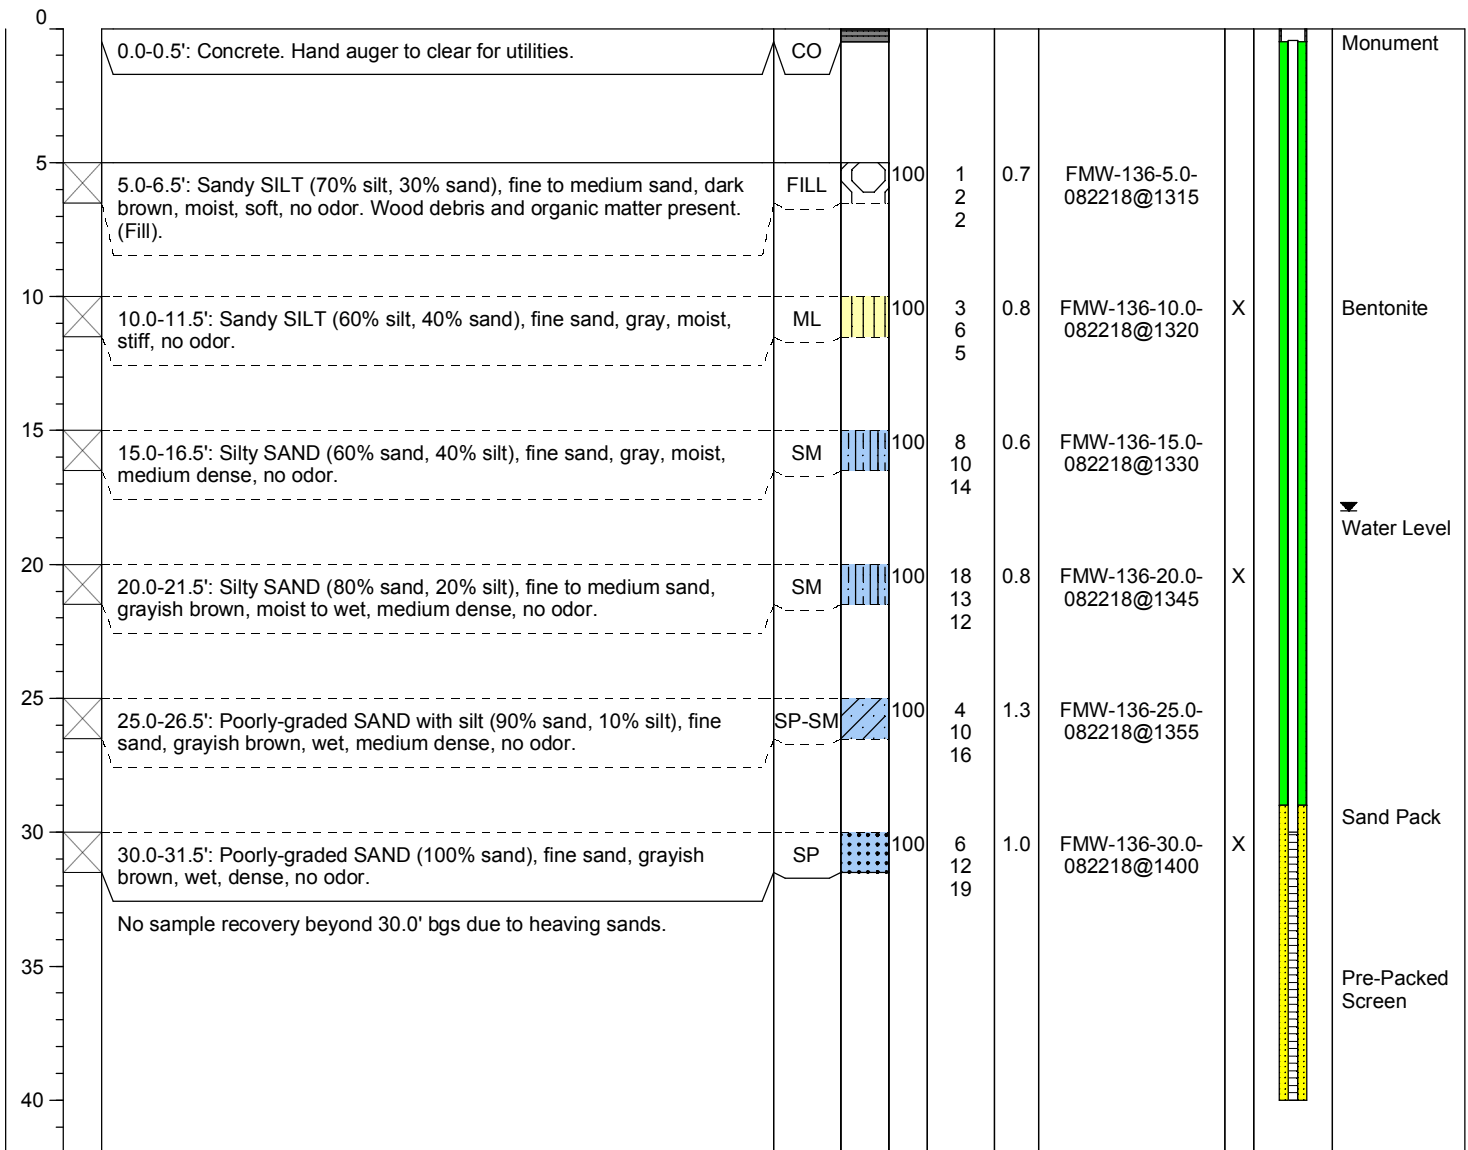 0
0.0-0.5': Concrete. Hand auger to clear for utilities.
CO
Monument
5
5.0-6.5': Sandy SILT (70% silt, 30% sand), fine to medium sand, dark
brown, moist, soft, no odor. Wood debris and organic matter present.
(Fill).
FILL
100
1
2
2
0.7
FMW-136-5.0-
082218@1315
10
10.0-11.5': Sandy SILT (60% silt, 40% sand), fine sand, gray, moist,
stiff, no odor.
ML
100
3
6
5
0.8
FMW-136-10.0-
082218@1320
X
Bentonite
15
15.0-16.5': Silty SAND (60% sand, 40% silt), fine sand, gray, moist,
medium dense, no odor.
SM
100
8
10
14
0.6
FMW-136-15.0-
082218@1330
Water Level
20
20.0-21.5': Silty SAND (80% sand, 20% silt), fine to medium sand,
grayish brown, moist to wet, medium dense, no odor.
SM
100
18
13
12
0.8
FMW-136-20.0-
082218@1345
X
25
25.0-26.5': Poorly-graded SAND with silt (90% sand, 10% silt), fine
sand, grayish brown, wet, medium dense, no odor.
SP-SM
100
4
10
16
1.3
FMW-136-25.0-
082218@1355
Sand Pack
30
30.0-31.5': Poorly-graded SAND (100% sand), fine sand, grayish
brown, wet, dense, no odor.
SP
100
6
12
19
1.0
FMW-136-30.0-
082218@1400
X
No sample recovery beyond 30.0' bgs due to heaving sands.
35
Pre-Packed
Screen
40